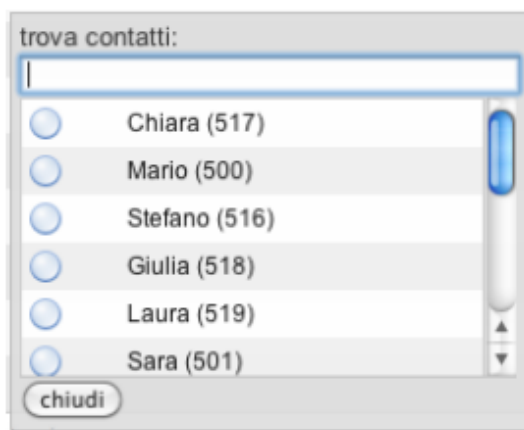 trova contatti:
Chiara (517)
Mario (500)
Stefano (516)
Giulia (518)
Laura (519)
Sara (501)
chiudi